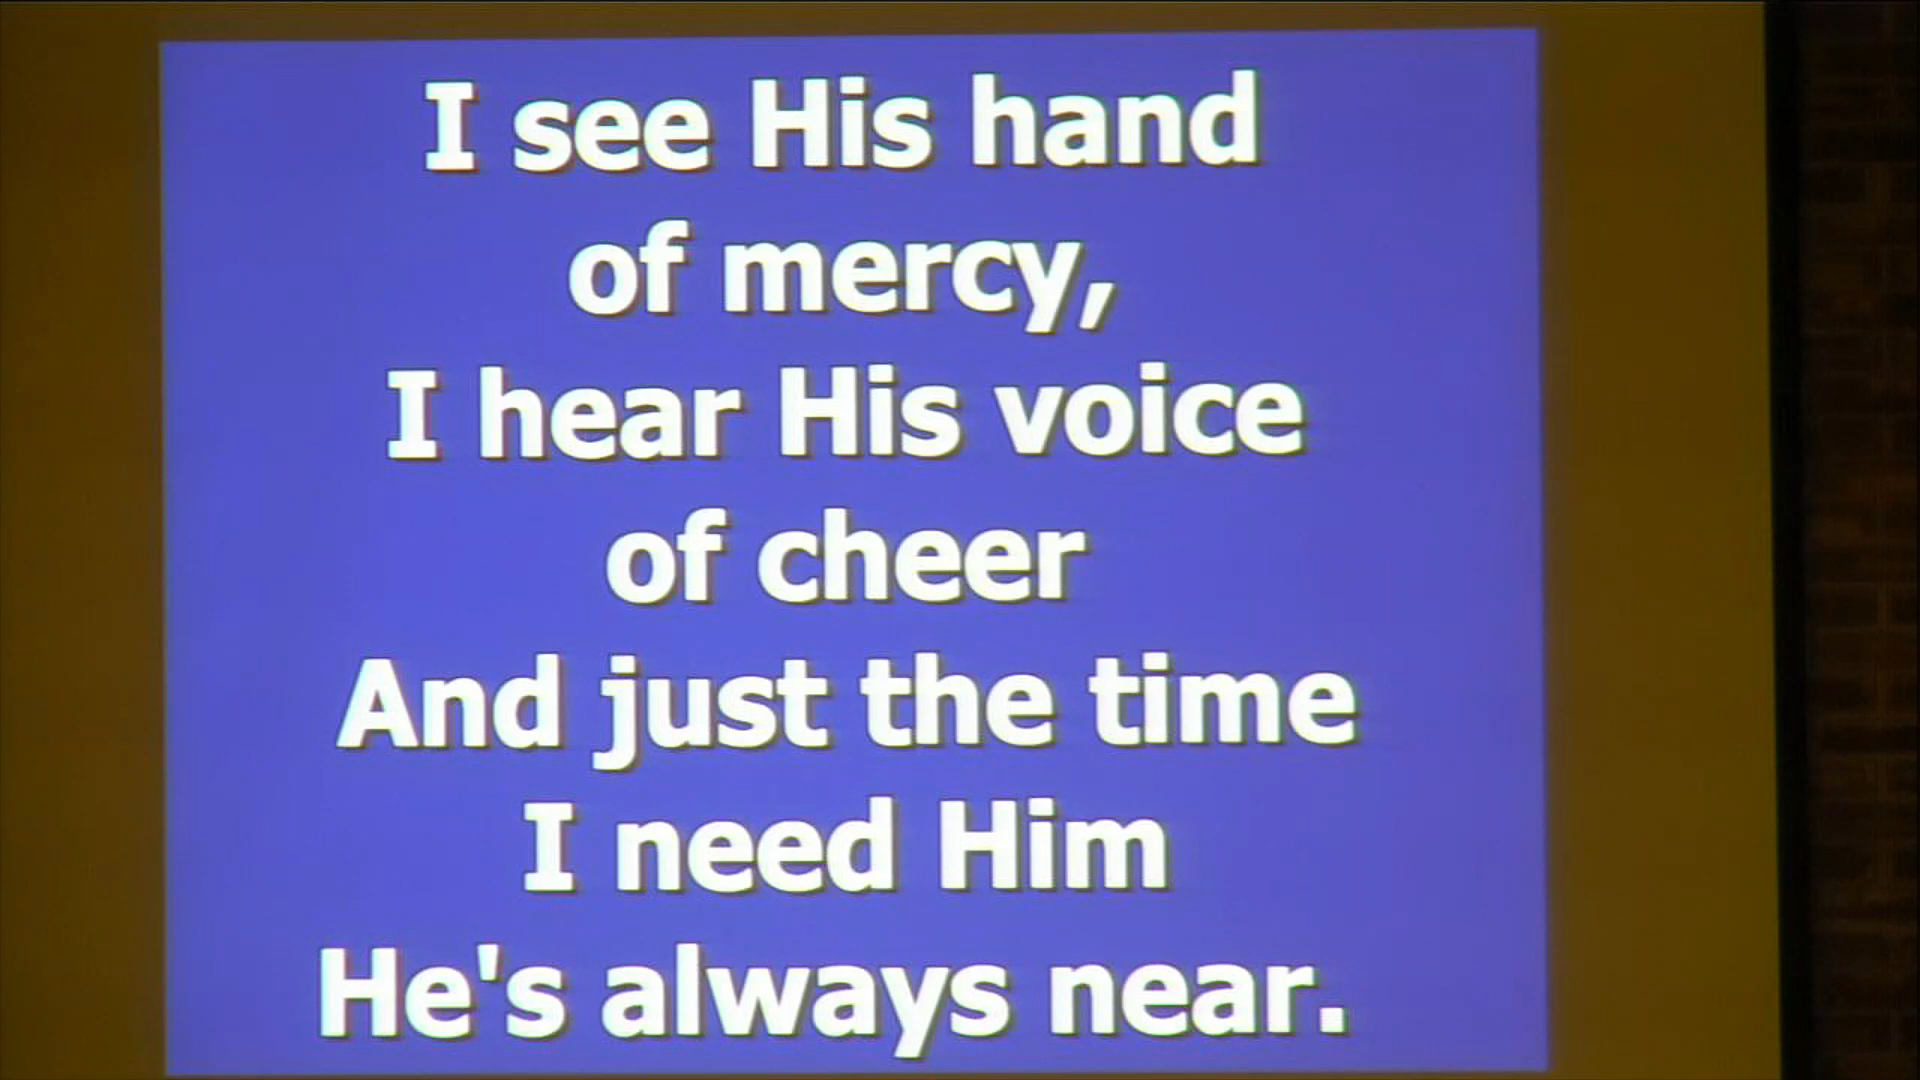 I see His hand
of mercy,
I hear His voice
of cheer
And just the time
I need Him
He's always near.